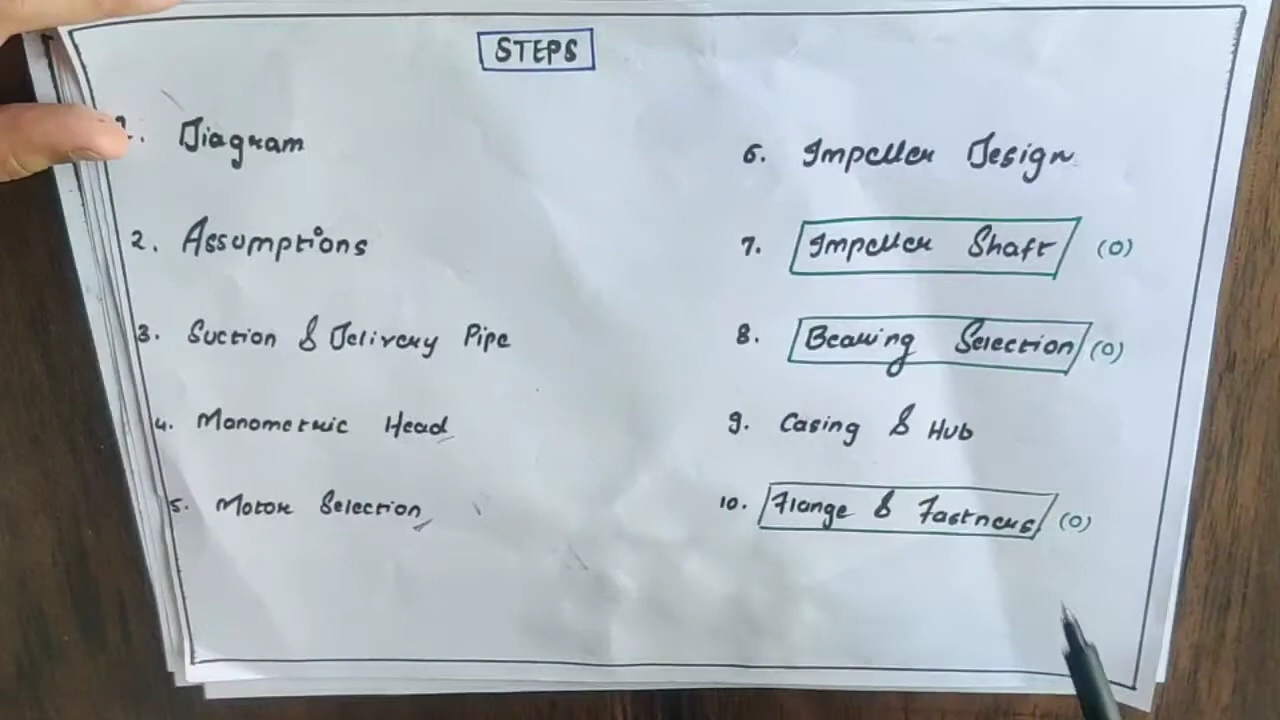 STEPS
1. Diagram
2. Assumptions
3. Suction & Delivery Pipe
4. Manometric Head
5. Motor Selection
6. Impeller Design
7. Impeller Shaft (0)
8. Bearing Selection (0)
9. Casing & Hub
10. Flange & Fastners (0)